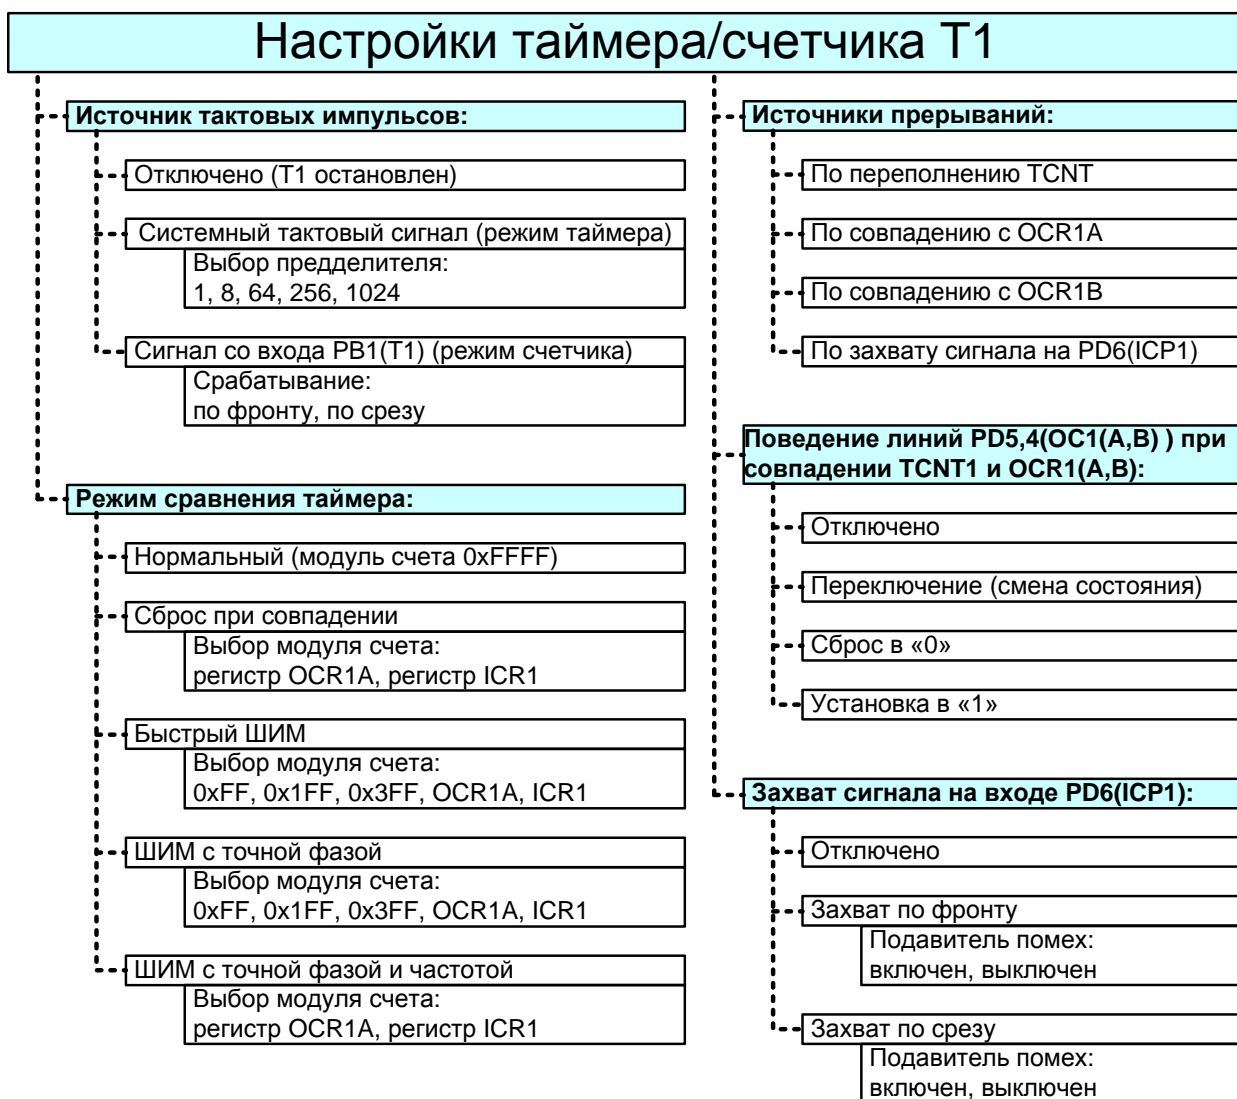 Настройки таймера/счетчика T1
Источник тактовых импульсов:
Отключено (T1 остановлен)
Системный тактовый сигнал (режим таймера)
Выбор предделителя:
1, 8, 64, 256, 1024
Сигнал со входа PB1(T1) (режим счетчика)
Срабатывание:
по фронту, по срезу
Режим сравнения таймера:
Нормальный (модуль счета 0xFFFF)
Сброс при совпадении
Выбор модуля счета:
регистр OCR1A, регистр ICR1
Быстрый ШИМ
Выбор модуля счета:
0xFF, 0x1FF, 0x3FF, OCR1A, ICR1
ШИМ с точной фазой
Выбор модуля счета:
0xFF, 0x1FF, 0x3FF, OCR1A, ICR1
ШИМ с точной фазой и частотой
Выбор модуля счета:
регистр OCR1A, регистр ICR1
Источники прерываний:
По переполнению TCNT
По совпадению с OCR1A
По совпадению с OCR1B
По захвату сигнала на PD6(ICP1)
Поведение линий PD5,4(OC1(A,B) ) при
совпадении TCNT1 и OCR1(A,B):
Отключено
Переключение (смена состояния)
Сброс в «0»
Установка в «1»
Захват сигнала на входе PD6(ICP1):
Отключено
Захват по фронту
Подавитель помех:
включен, выключен
Захват по срезу
Подавитель помех:
включен, выключен